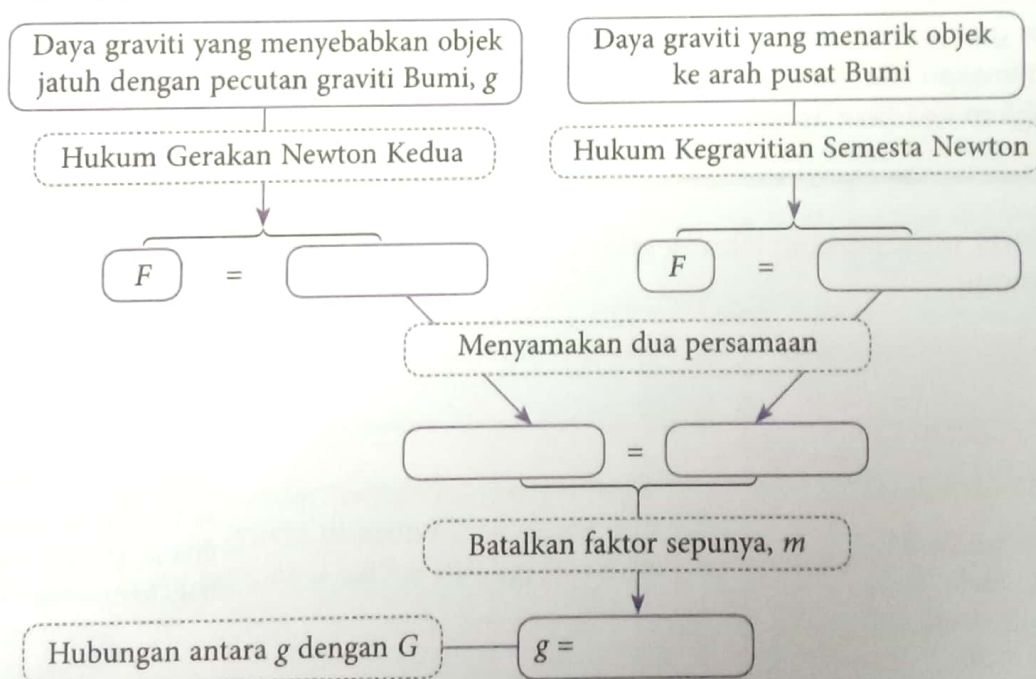 Daya graviti yang menyebabkan objek
jatuh dengan pecutan graviti Bumi, g
Daya graviti yang menarik objek
ke arah pusat Bumi
Hukum Gerakan Newton Kedua
Hukum Kegravitian Semesta Newton
F =
F =
Menyamakan dua persamaan
=
Batalkan faktor sepunya, m
Hubungan antara g dengan G
g =